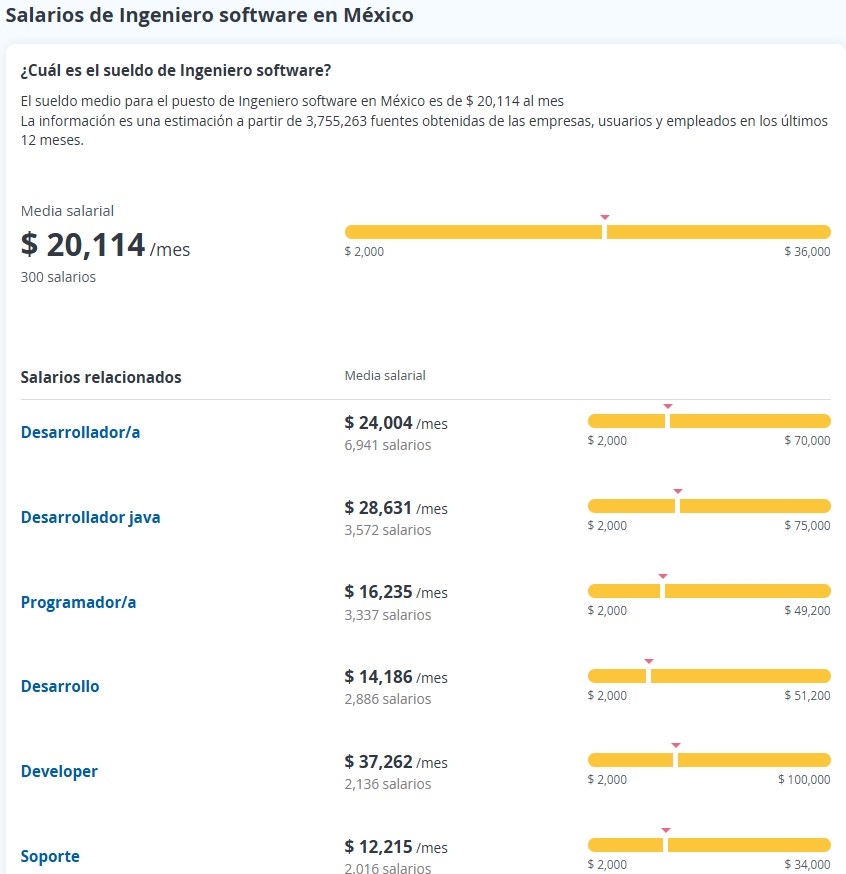 Salarios de Ingeniero software en México
¿Cuál es el sueldo de Ingeniero software?
El sueldo medio para el puesto de Ingeniero software en México es de $ 20,114 al mes
La información es una estimación a partir de 3,755,263 fuentes obtenidas de las empresas, usuarios y empleados en los últimos
12 meses.
Media salarial
$ 20,114 /mes
300 salarios
$ 2,000 $ 36,000
Salarios relacionados Media salarial
Desarrollador/a
$ 24,004 /mes
6,941 salarios
$ 2,000 $ 70,000
Desarrollador java
$ 28,631 /mes
3,572 salarios
$ 2,000 $ 75,000
Programador/a
$ 16,235 /mes
3,337 salarios
$ 2,000 $ 49,200
Desarrollo
$ 14,186 /mes
2,886 salarios
$ 2,000 $ 51,200
Developer
$ 37,262 /mes
2,136 salarios
$ 2,000 $ 100,000
Soporte
$ 12,215 /mes
2,016 salarios
$ 2,000 $ 34,000